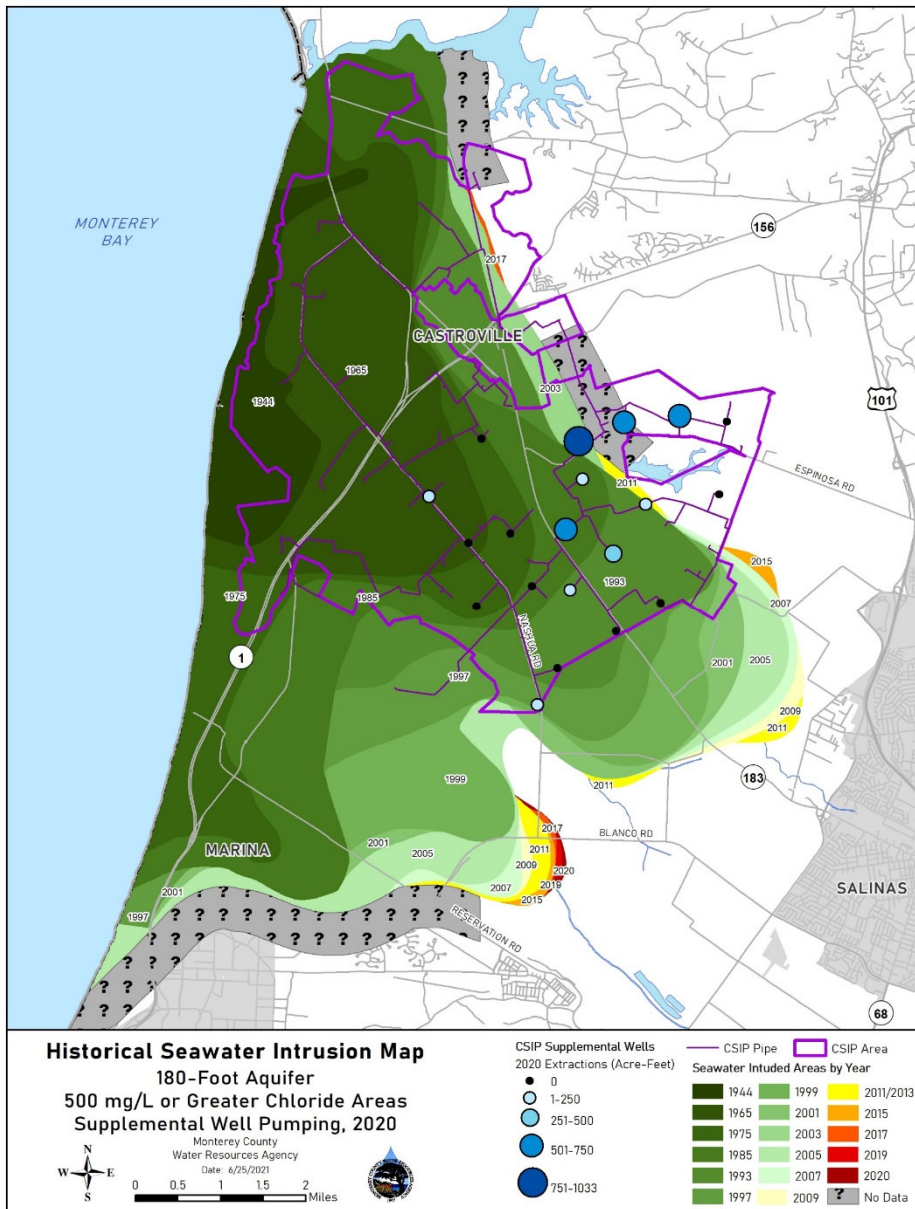 MONTEREY
BAY
156
2017
CASTROVILLE
1965
2003
1944
101
ESPINOSA RD
2011
2015
1993
1975
1985
2007
NASHUA RD
1
2001
2005
1997
2009
2011
183
1999
2011
2017
BLANCO RD
2001
2011
MARINA
2005
2009
2020
2007
2019
SALINAS
2001
2015
1997
RESERVATION RD
68
Historical Seawater Intrusion Map
180-Foot Aquifer
500 mg/L or Greater Chloride Areas
Supplemental Well Pumping, 2020
Monterey County
Water Resources Agency
Date: 6/25/2021
N
W E
S
0 0.5 1 1.5 2
Miles
CSIP Supplemental Wells
2020 Extractions (Acre-Feet)
0
1-250
251-500
501-750
751-1033
CSIP Pipe CSIP Area
Seawater Intuded Areas by Year
1944 1999 2011/2013
1965 2001 2015
1975 2003 2017
1985 2005 2019
1993 2007 2020
1997 2009 ? No Data